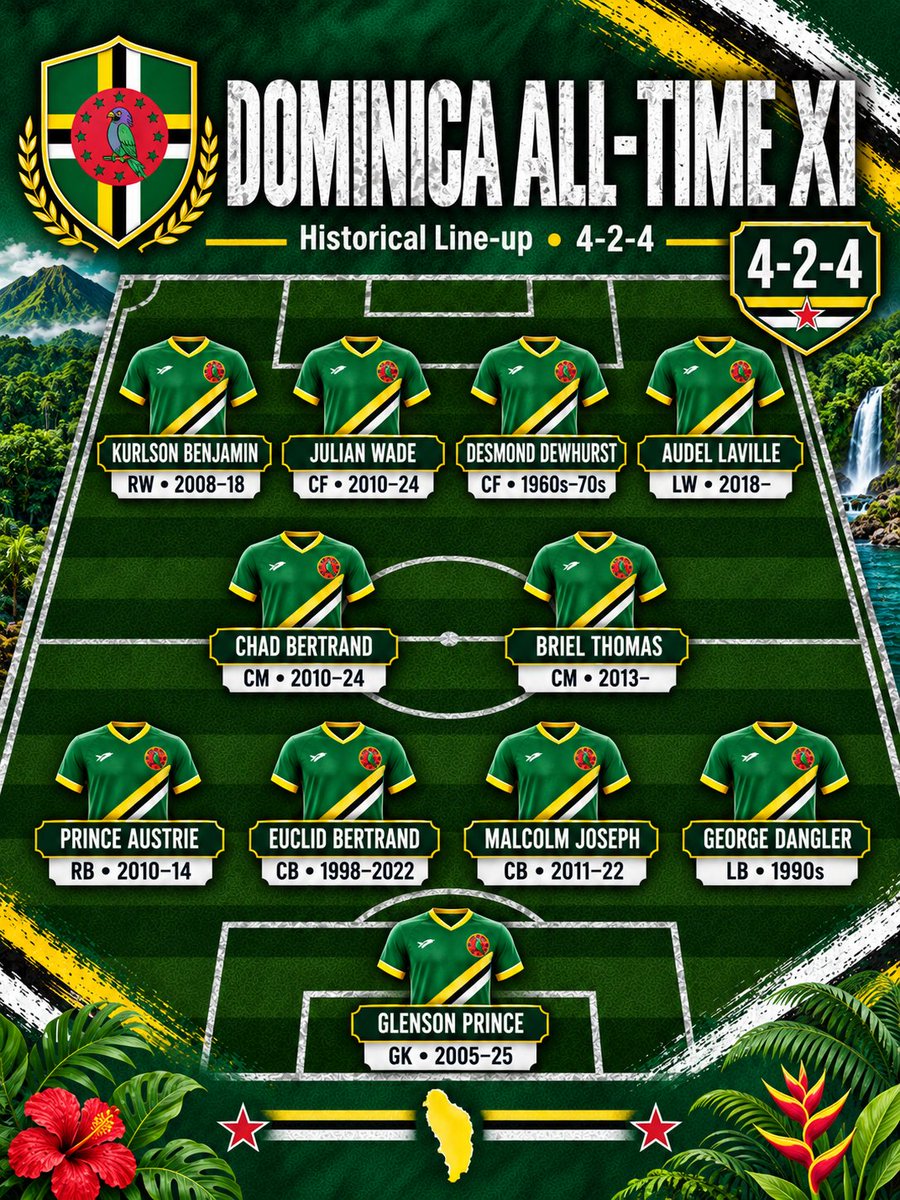 DOMINICA ALL-TIME XI
Historical Line-up • 4-2-4
4-2-4
KURLSON BENJAMIN
RW • 2008–18
JULIAN WADE
CF • 2010–24
DESMOND DEWHURST
CF • 1960s–70s
AUDEL LAVILLE
LW • 2018–
CHAD BERTRAND
CM • 2010–24
BRIEL THOMAS
CM • 2013–
PRINCE AUSTRIE
RB • 2010–14
EUCLID BERTRAND
CB • 1998–2022
MALCOLM JOSEPH
CB • 2011–22
GEORGE DANGLER
LB • 1990s
GLENSON PRINCE
GK • 2005–25